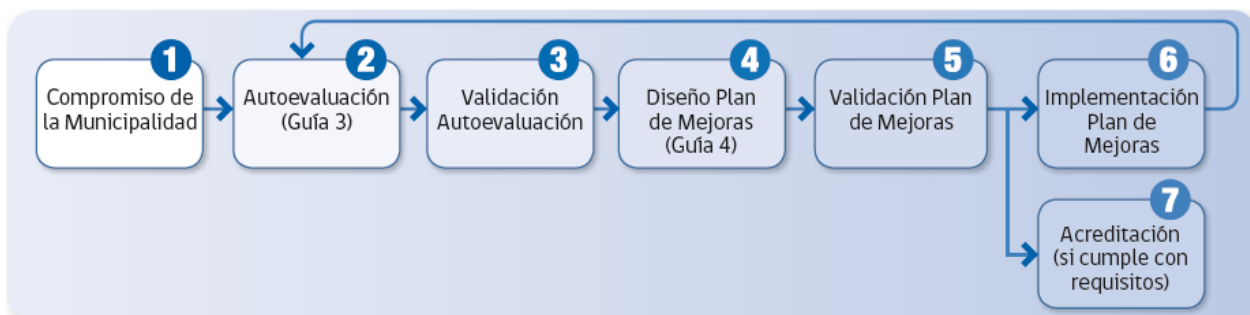 1
Compromiso de
la Municipalidad
2
Autoevaluación
(Guía 3)
3
Validación
Autoevaluación
4
Diseño Plan
de Mejoras
(Guía 4)
5
Validación Plan
de Mejoras
6
Implementación
Plan de
Mejoras
7
Acreditación
(si cumple con
requisitos)